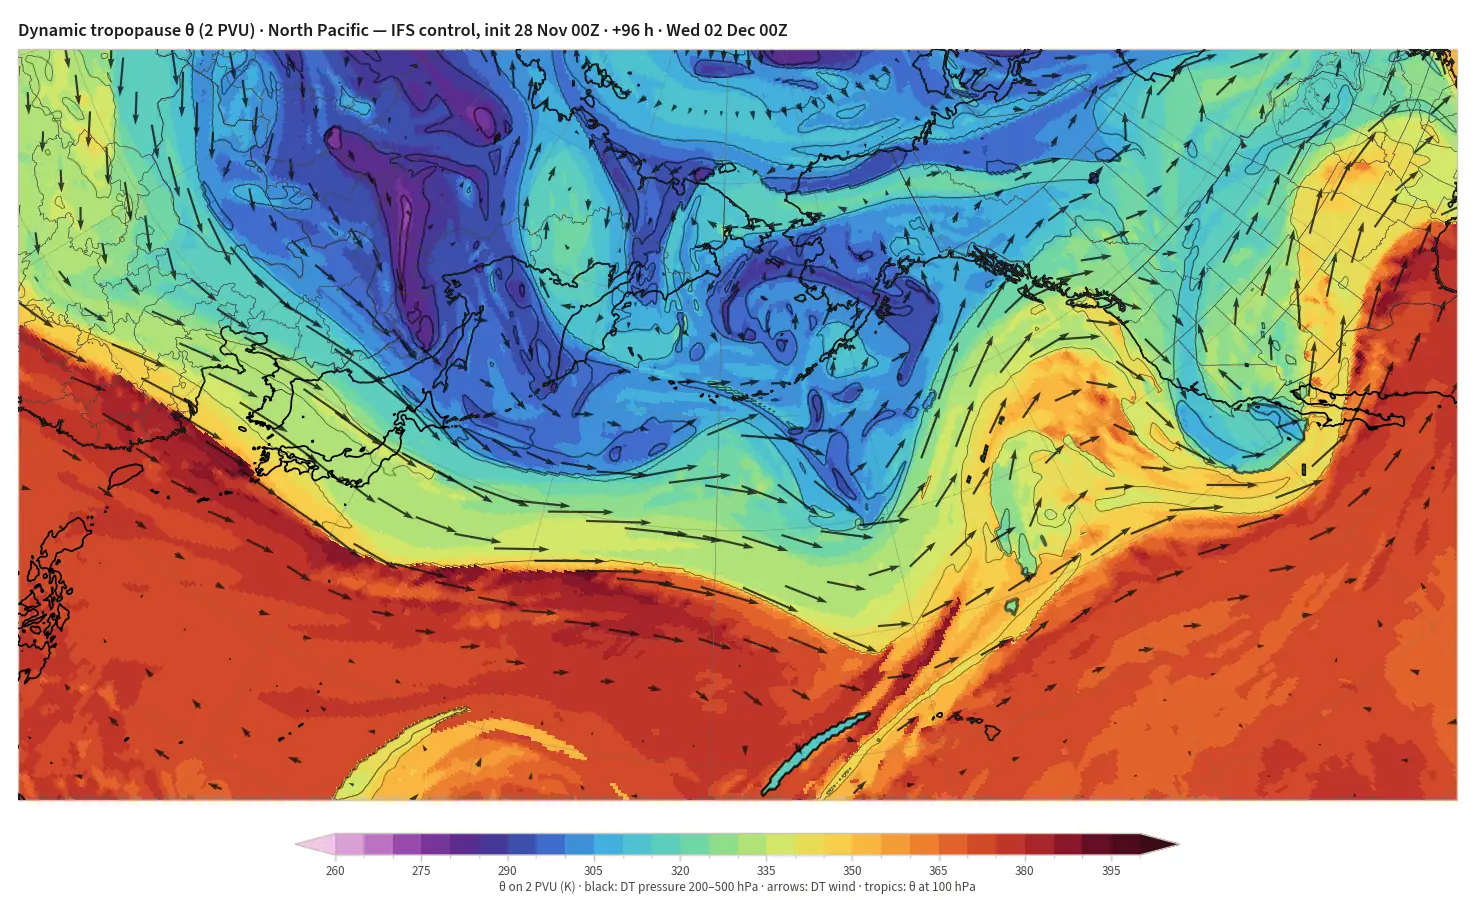 Dynamic tropopause θ (2 PVU) · North Pacific — IFS control, init 28 Nov 00Z · +96 h · Wed 02 Dec 00Z
260 275 290 305 320 335 350 365 380 395
θ on 2 PVU (K) · black: DT pressure 200–500 hPa · arrows: DT wind · tropics: θ at 100 hPa